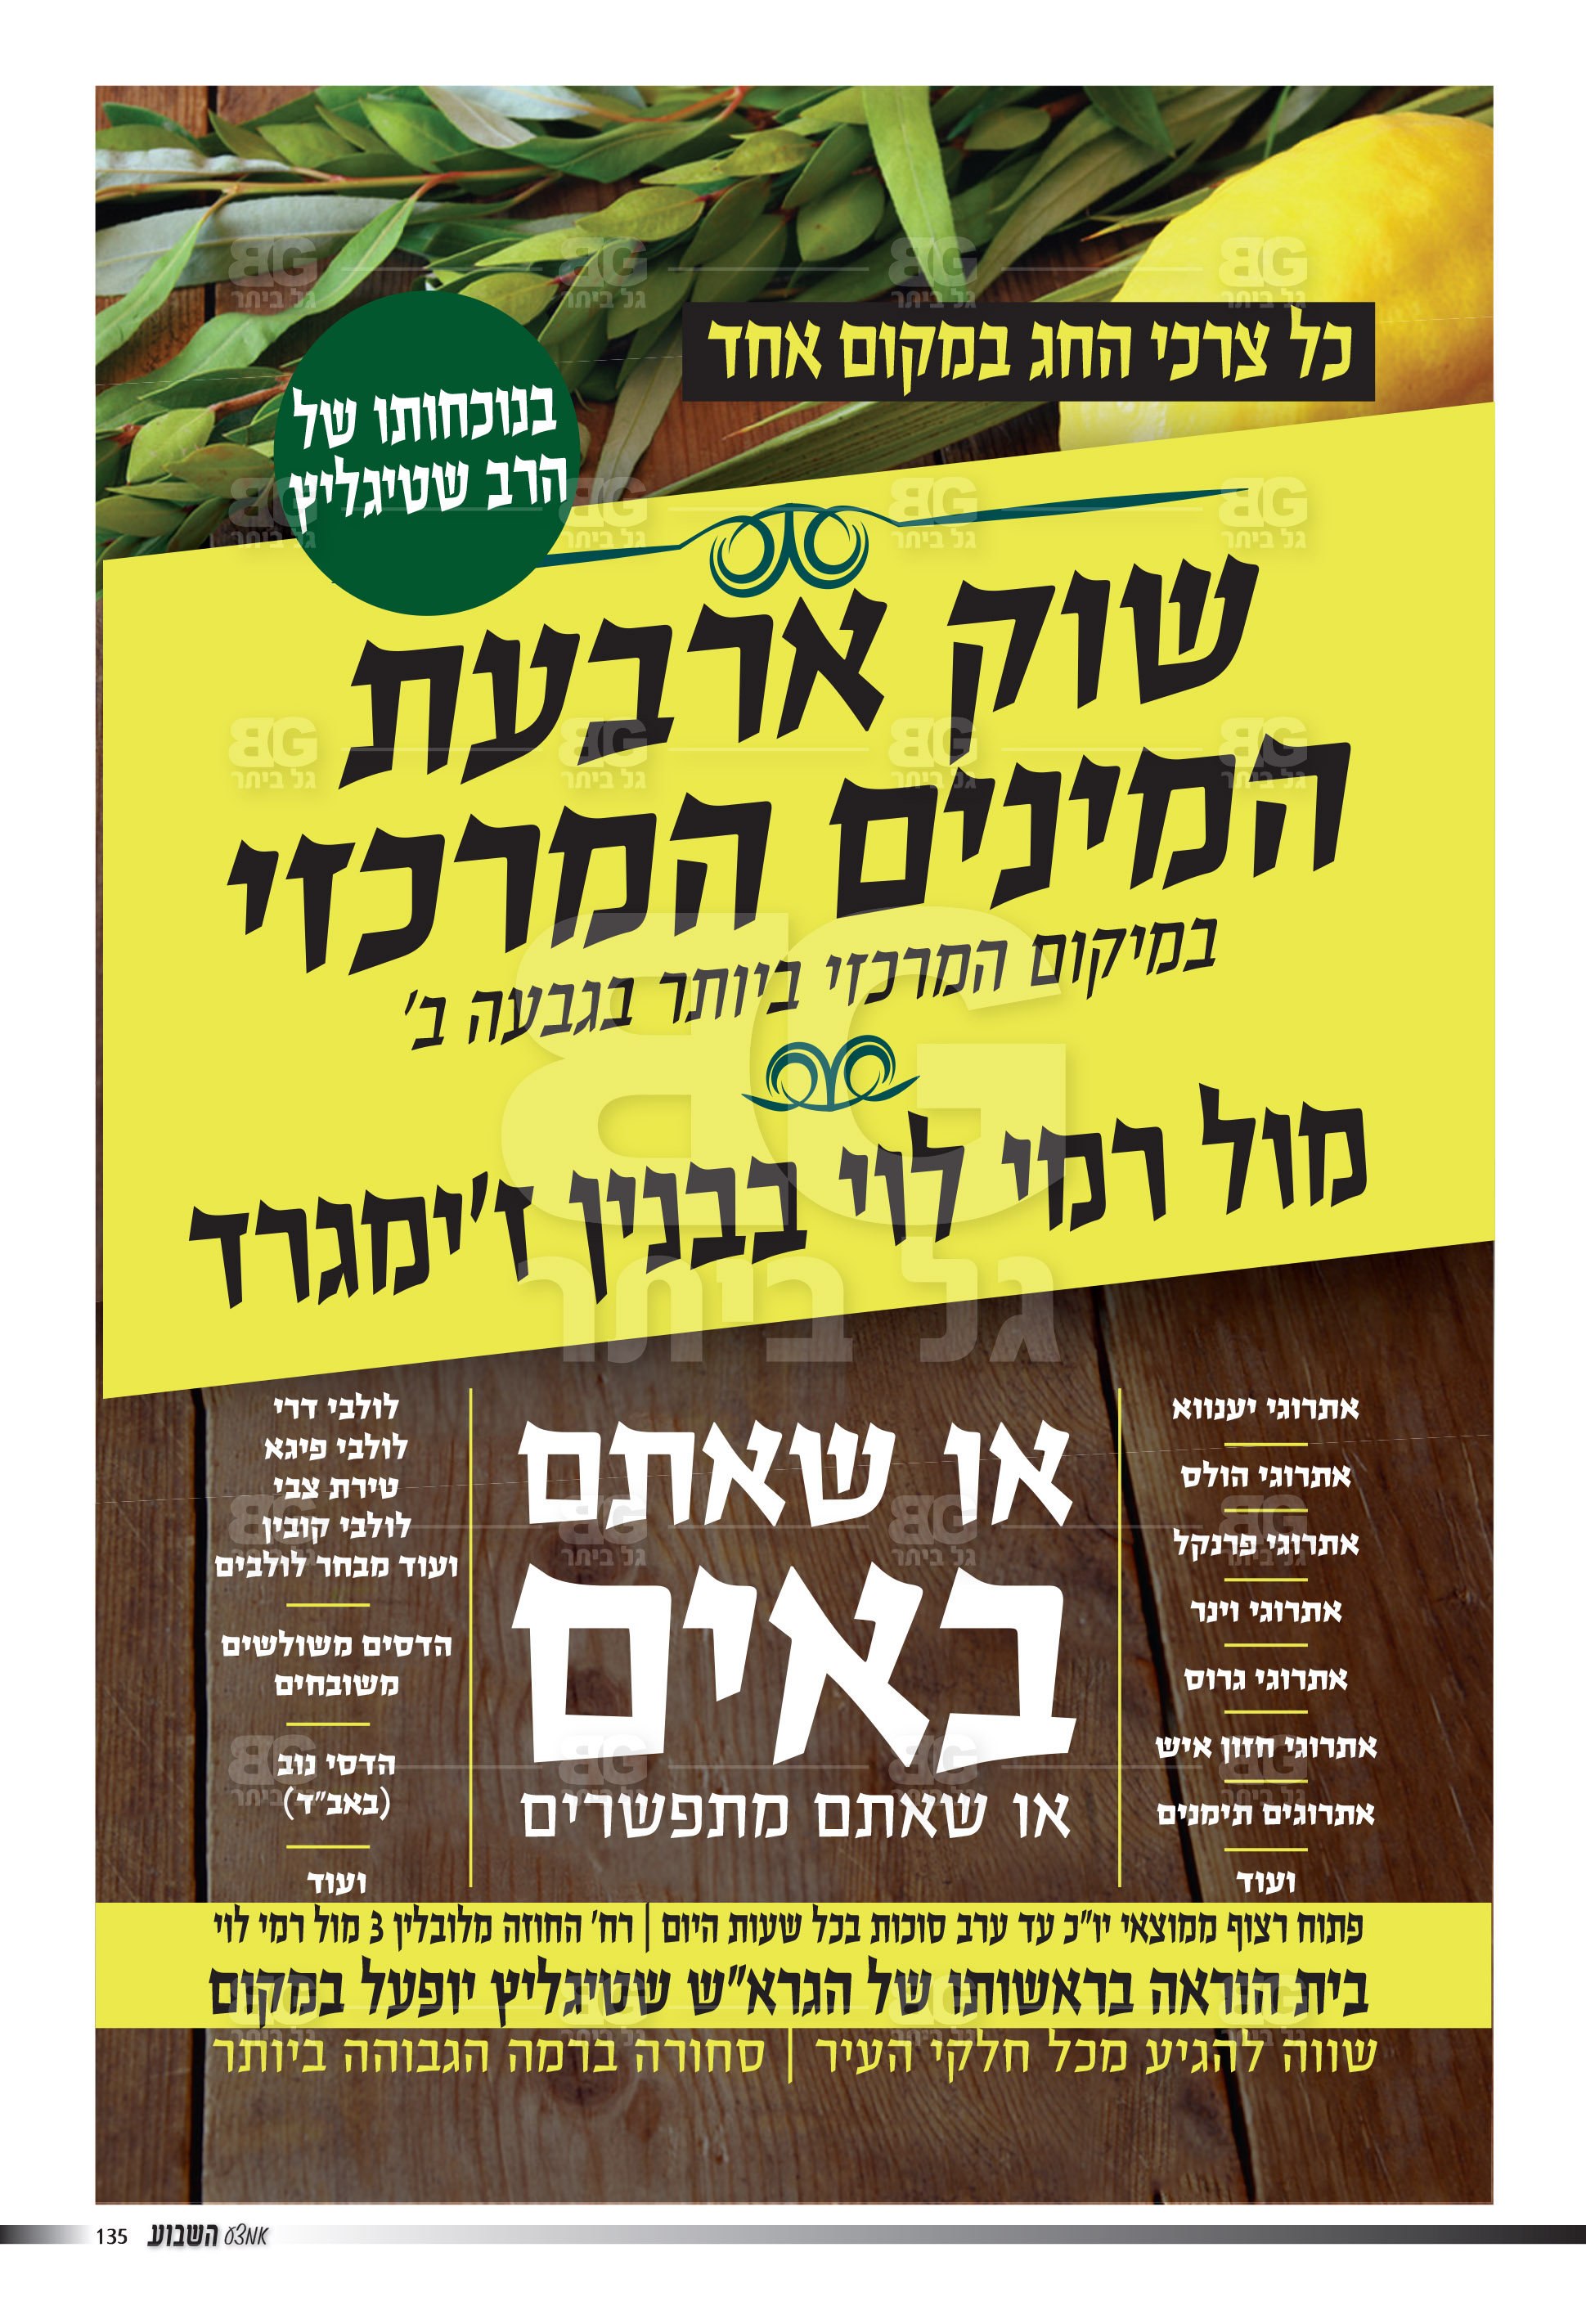 כל צרכי החג במקום אחד
בנוכחותו של
הרב שטיגליץ
שוק ארבעת
המינים המרכזי
במיקום המרכזי ביותר בגבעה ב'
מול רמי לוי בבנין ז'ימגרד
אתרוגי יענווא
אתרוגי הולס
אתרוגי פרנקל
אתרוגי וינר
אתרוגי גרוס
אתרוגי חזון איש
אתרוגים תימנים
ועוד
או שאתם
באים
או שאתם מתפשרים
לולבי דרי
לולבי פיגא
טירת צבי
לולבי קובין
ועוד מבחר לולבים
הדסים משולשים
משובחים
הדסי נוב
(באב"ד)
ועוד
פתוח רצוף ממוצאי יו"כ עד ערב סוכות בכל שעות היום | רח' החוזה מלובלין 3 מול רמי לוי
בית הוראה בראשותו של הגרא"ש שטיגליץ יופעל במקום
שווה להגיע מכל חלקי העיר | סחורה ברמה הגבוהה ביותר
BG
גל ביתר
אמצע השבוע 135